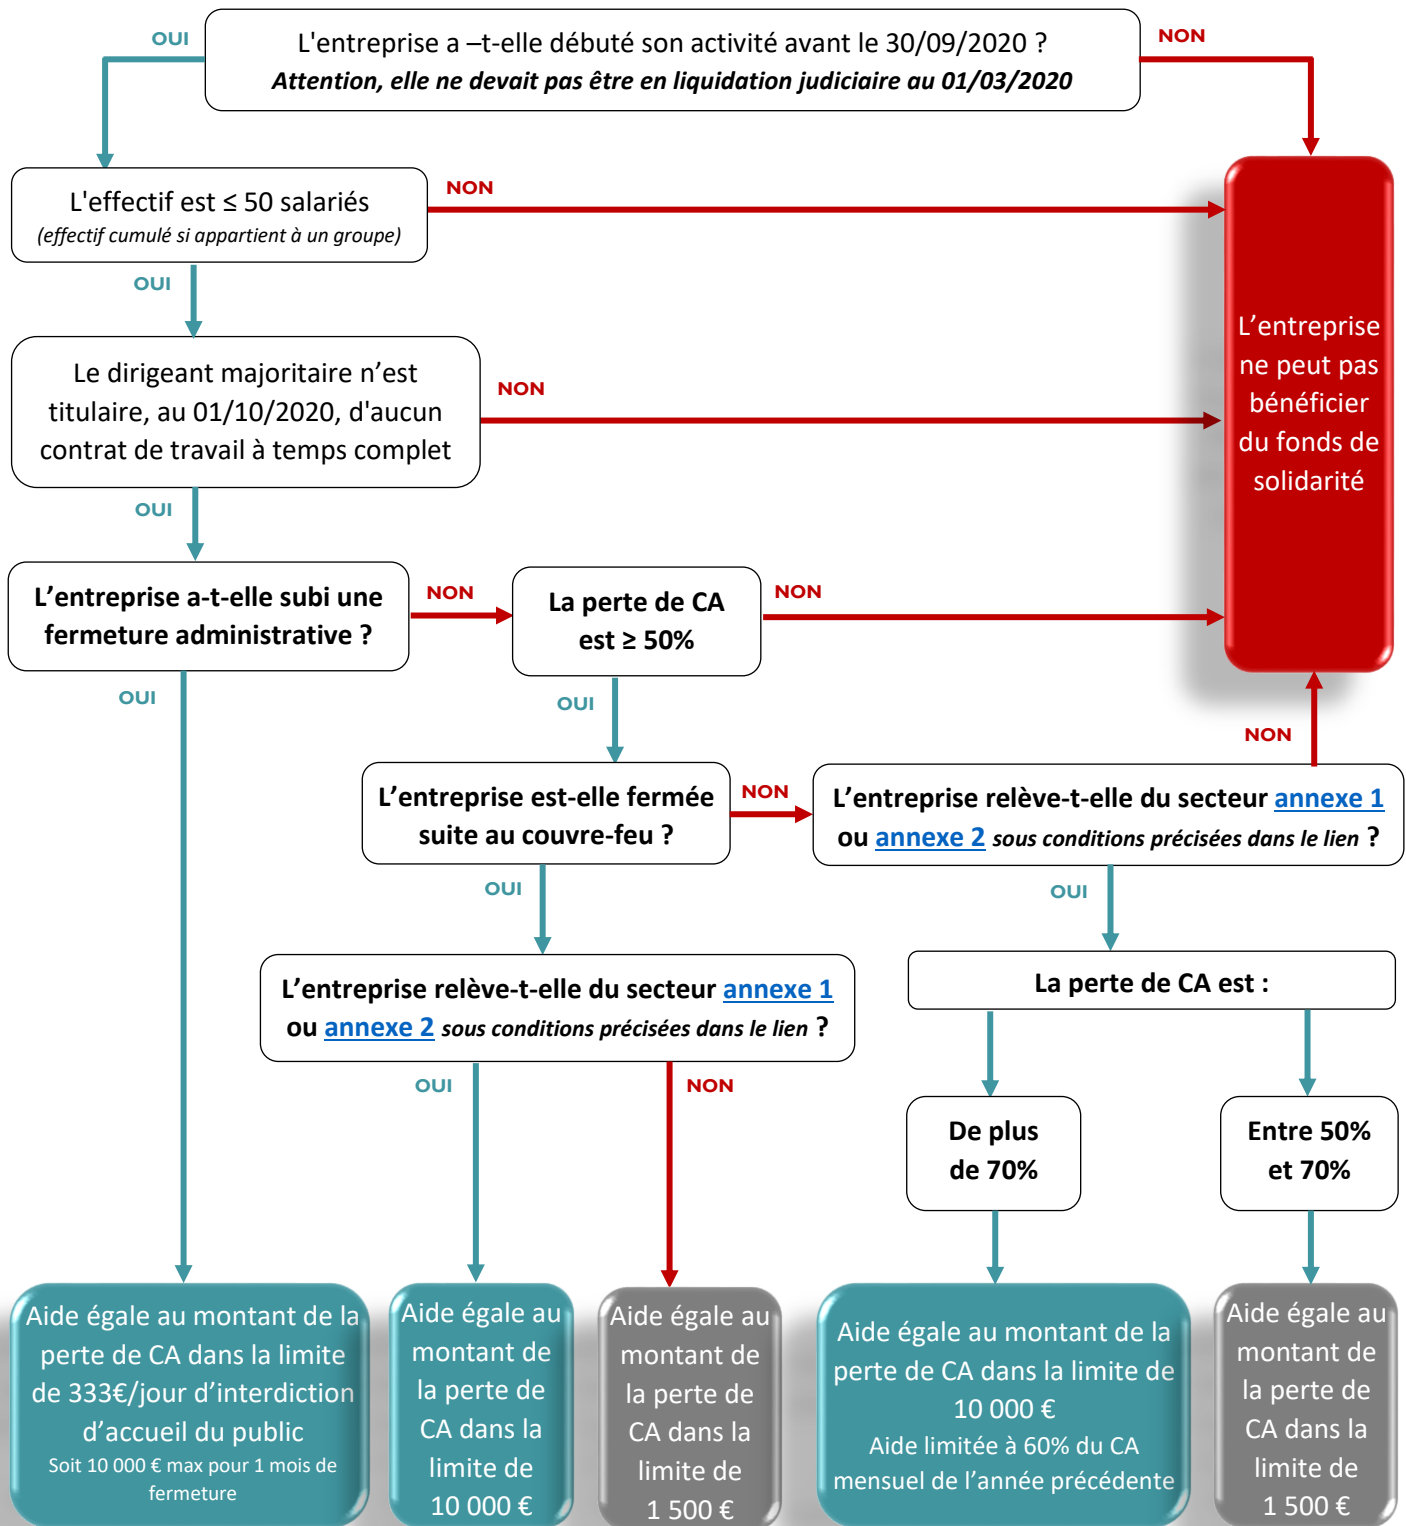 OUI
L'entreprise a –t-elle débuté son activité avant le 30/09/2020 ?
Attention, elle ne devait pas être en liquidation judiciaire au 01/03/2020
NON
L'effectif est ≤ 50 salariés
(effectif cumulé si appartient à un groupe)
NON
OUI
Le dirigeant majoritaire n’est
titulaire, au 01/10/2020, d'aucun
contrat de travail à temps complet
NON
L’entreprise
ne peut pas
bénéficier
du fonds de
solidarité
OUI
L’entreprise a-t-elle subi une
fermeture administrative ?
NON
La perte de CA
est ≥ 50%
NON
OUI
OUI
NON
L’entreprise est-elle fermée
suite au couvre-feu ?
NON
L’entreprise relève-t-elle du secteur annexe 1
ou annexe 2 sous conditions précisées dans le lien ?
OUI
OUI
L’entreprise relève-t-elle du secteur annexe 1
ou annexe 2 sous conditions précisées dans le lien ?
La perte de CA est :
OUI
NON
De plus
de 70%
Entre 50%
et 70%
Aide égale au montant de la
perte de CA dans la limite
de 333€/jour d’interdiction
d’accueil du public
Soit 10 000 € max pour 1 mois de
fermeture
Aide égale au
montant de
la perte de
CA dans la
limite de
10 000 €
Aide égale au
montant de
la perte de
CA dans la
limite de
1 500 €
Aide égale au montant de la
perte de CA dans la limite de
10 000 €
Aide limitée à 60% du CA
mensuel de l’année précédente
Aide égale au
montant de
la perte de
CA dans la
limite de
1 500 €